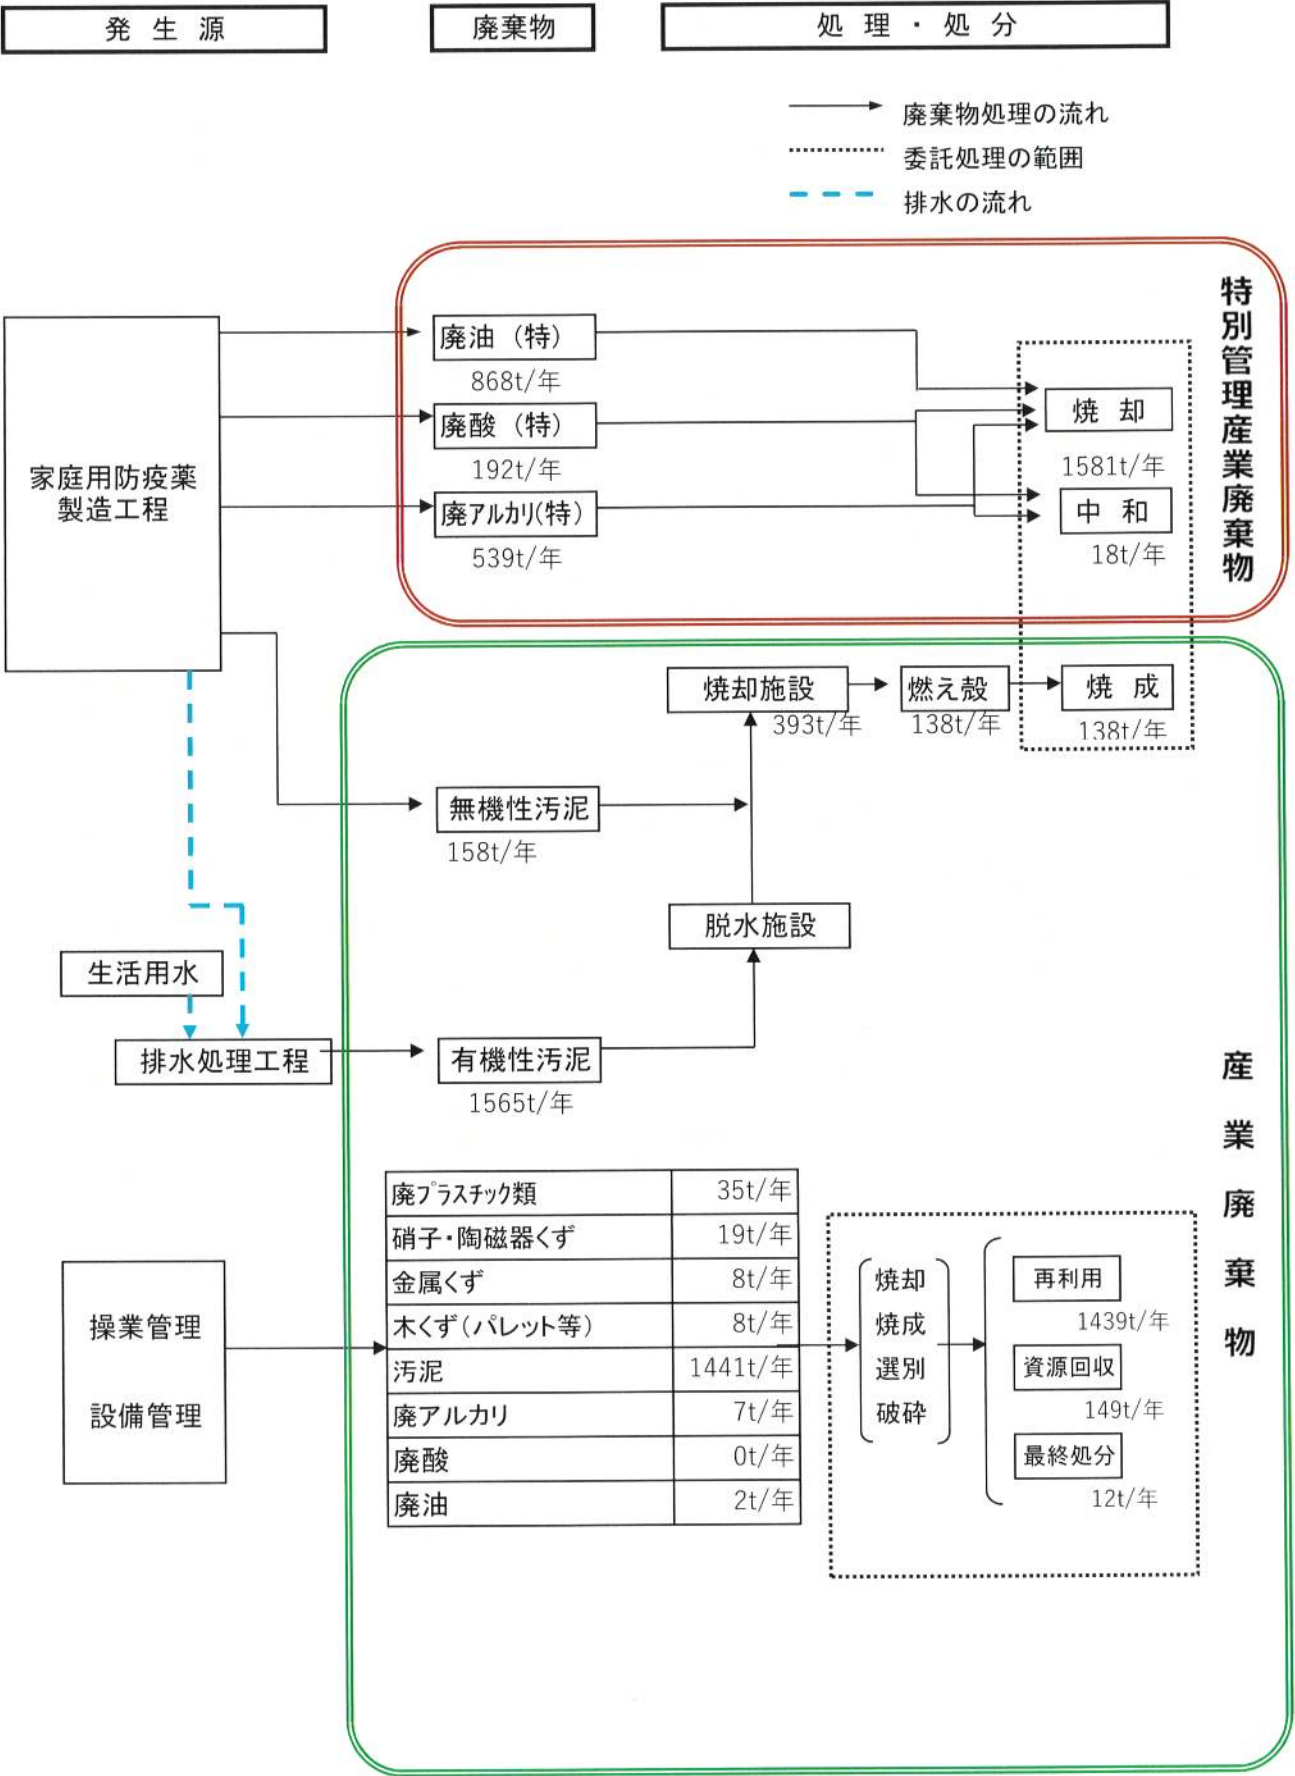 発生源
廃棄物
処理・処分
廃棄物処理の流れ
委託処理の範囲
排水の流れ
特別管理産業廃棄物
家庭用防疫薬
製造工程
廃油（特）
868t/年
廃酸（特）
192t/年
廃アルカリ(特)
539t/年
焼却
1581t/年
中和
18t/年
焼却施設
393t/年
燃え殻
138t/年
焼成
138t/年
無機性汚泥
158t/年
脱水施設
生活用水
排水処理工程
有機性汚泥
1565t/年
産業廃棄物
操業管理
設備管理
廃プラスチック類 35t/年
硝子・陶磁器くず 19t/年
金属くず 8t/年
木くず（パレット等） 8t/年
汚泥 1441t/年
廃アルカリ 7t/年
廃酸 0t/年
廃油 2t/年
焼却
焼成
選別
破砕
再利用
1439t/年
資源回収
149t/年
最終処分
12t/年